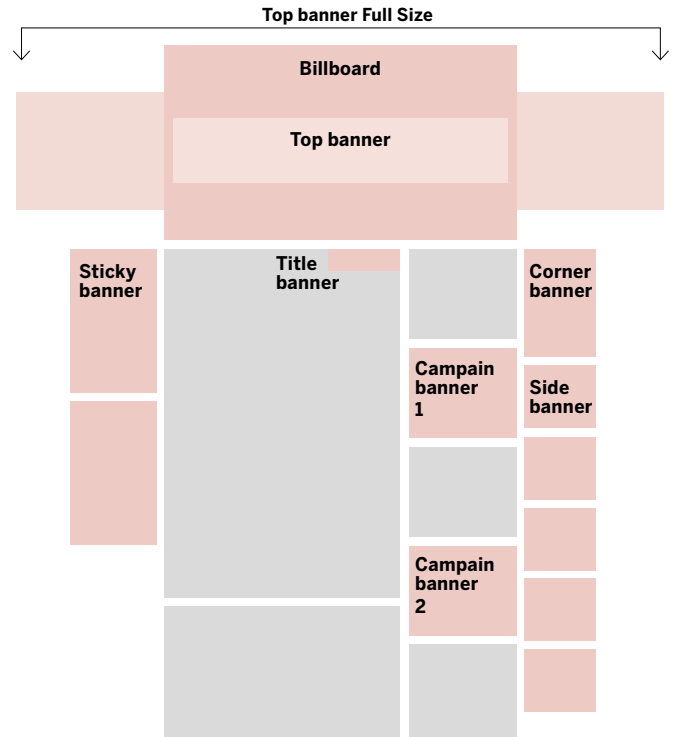 Top banner Full Size
Billboard
Top banner
Sticky
banner
Title
banner
Corner
banner
Campain
banner
1
Side
banner
Campain
banner
2